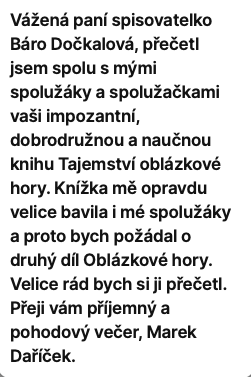 Vážená paní spisovatelko
Báro Dočkalová, přečetl
jsem spolu s mými
spolužáky a spolužačkami
vaši impozantní,
dobrodružnou a naučnou
knihu Tajemství oblázkové
hory. Knížka mě opravdu
velice bavila i mé spolužáky
a proto bych požádal o
druhý díl Oblázkové hory.
Velice rád bych si ji přečetl.
Přeji vám příjemný a
pohodový večer, Marek
Daříček.